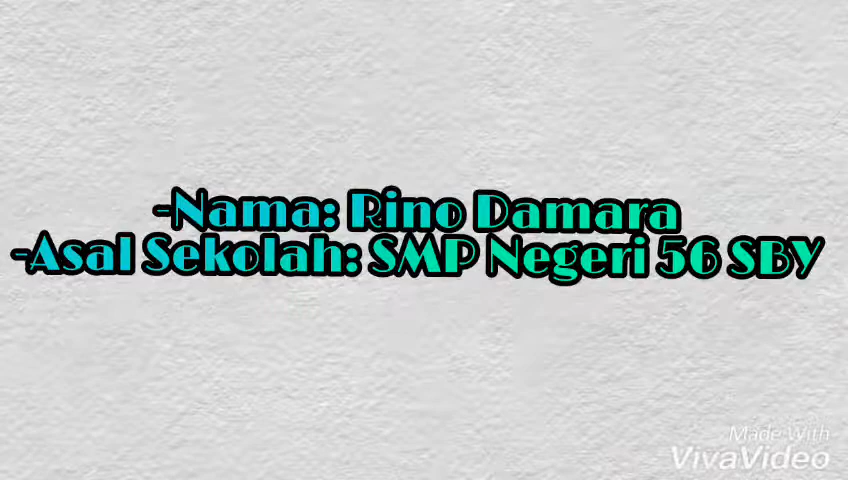 -Nama: Rino Damara
-Asal Sekolah: SMP Negeri 56 SBY
Made With
VivaVideo